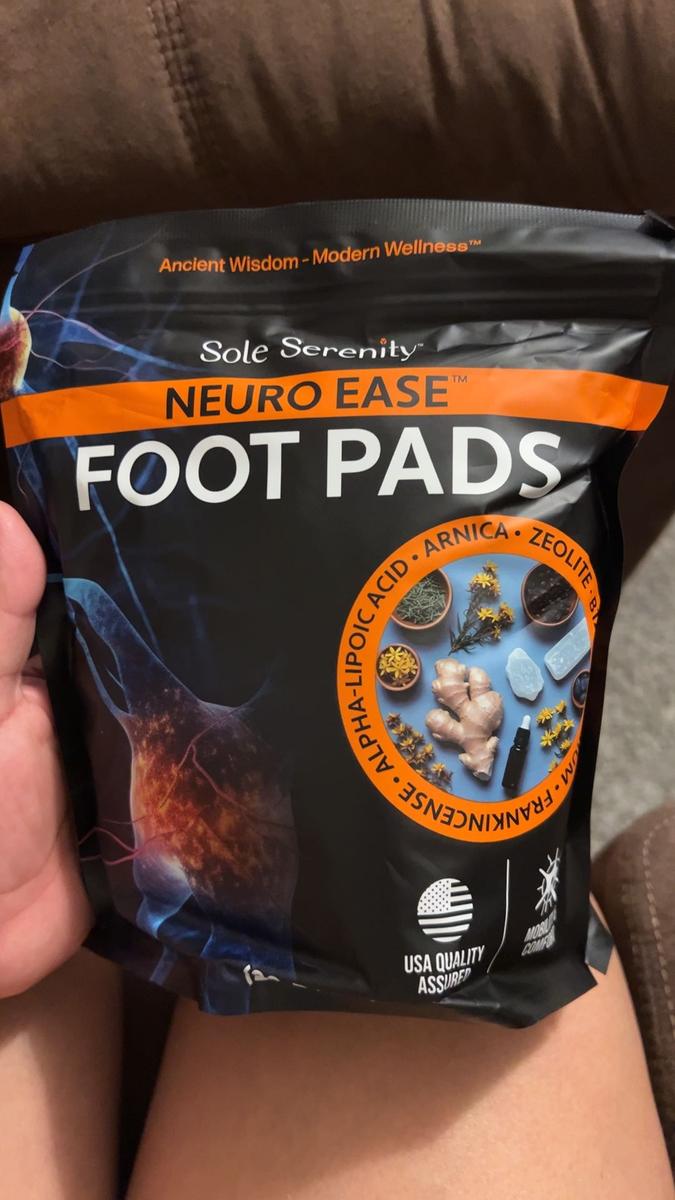 Ancient Wisdom - Modern Wellness™
Sole Serenity™
NEURO EASE™
FOOT PADS
ALPHA-LIPOIC ACID • ARNICA • ZEOLITE •
• FRANKINCENSE •
USA QUALITY
ASSURED